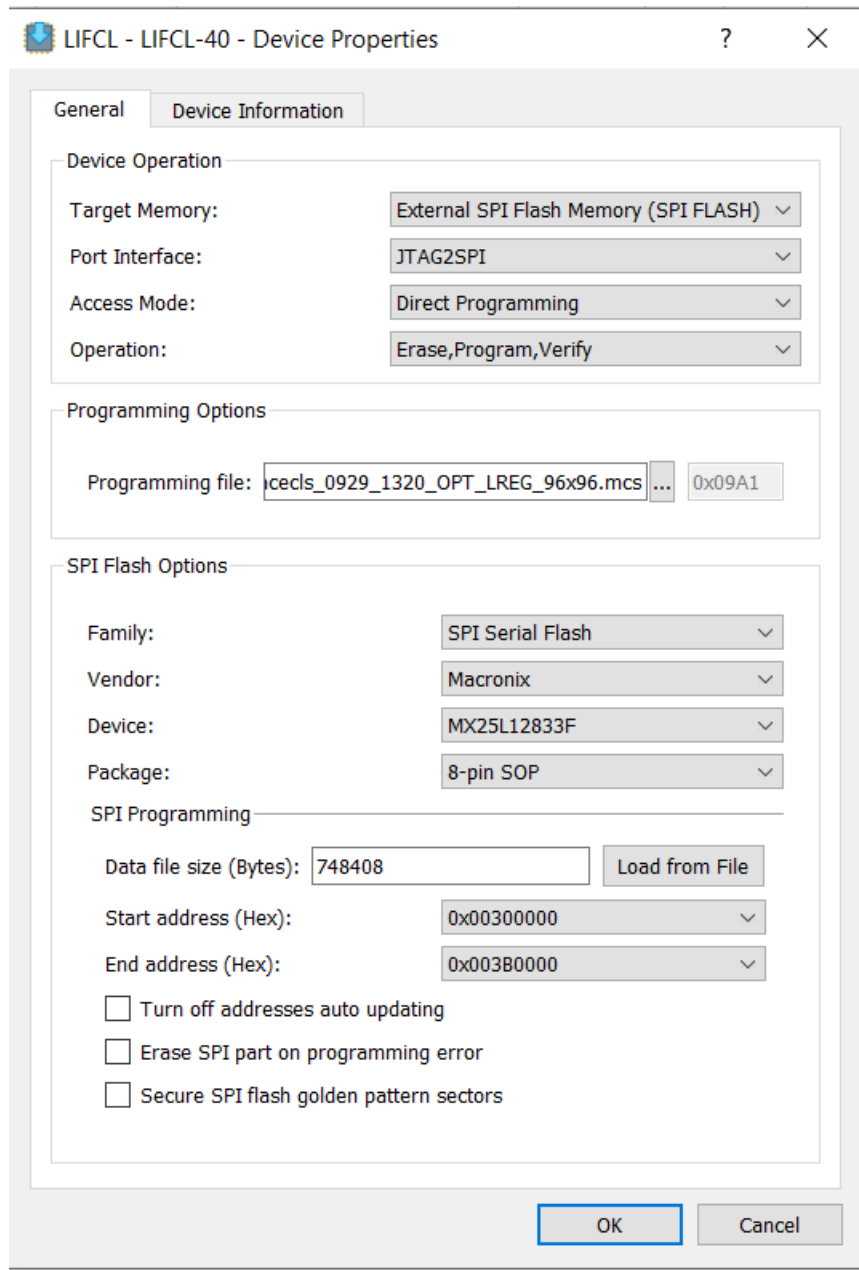 LIFCL - LIFCL-40 - Device Properties ?
General Device Information
Device Operation
Target Memory: External SPI Flash Memory (SPI FLASH)
Port Interface: JTAG2SPI
Access Mode: Direct Programming
Operation: Erase,Program,Verify
Programming Options
Programming file: cecls_0929_1320_OPT_LREG_96x96.mcs ... 0x09A1
SPI Flash Options
Family: SPI Serial Flash
Vendor: Macronix
Device: MX25L12833F
Package: 8-pin SOP
SPI Programming
Data file size (Bytes): 748408 Load from File
Start address (Hex): 0x00300000
End address (Hex): 0x003B0000
Turn off addresses auto updating
Erase SPI part on programming error
Secure SPI flash golden pattern sectors
OK Cancel